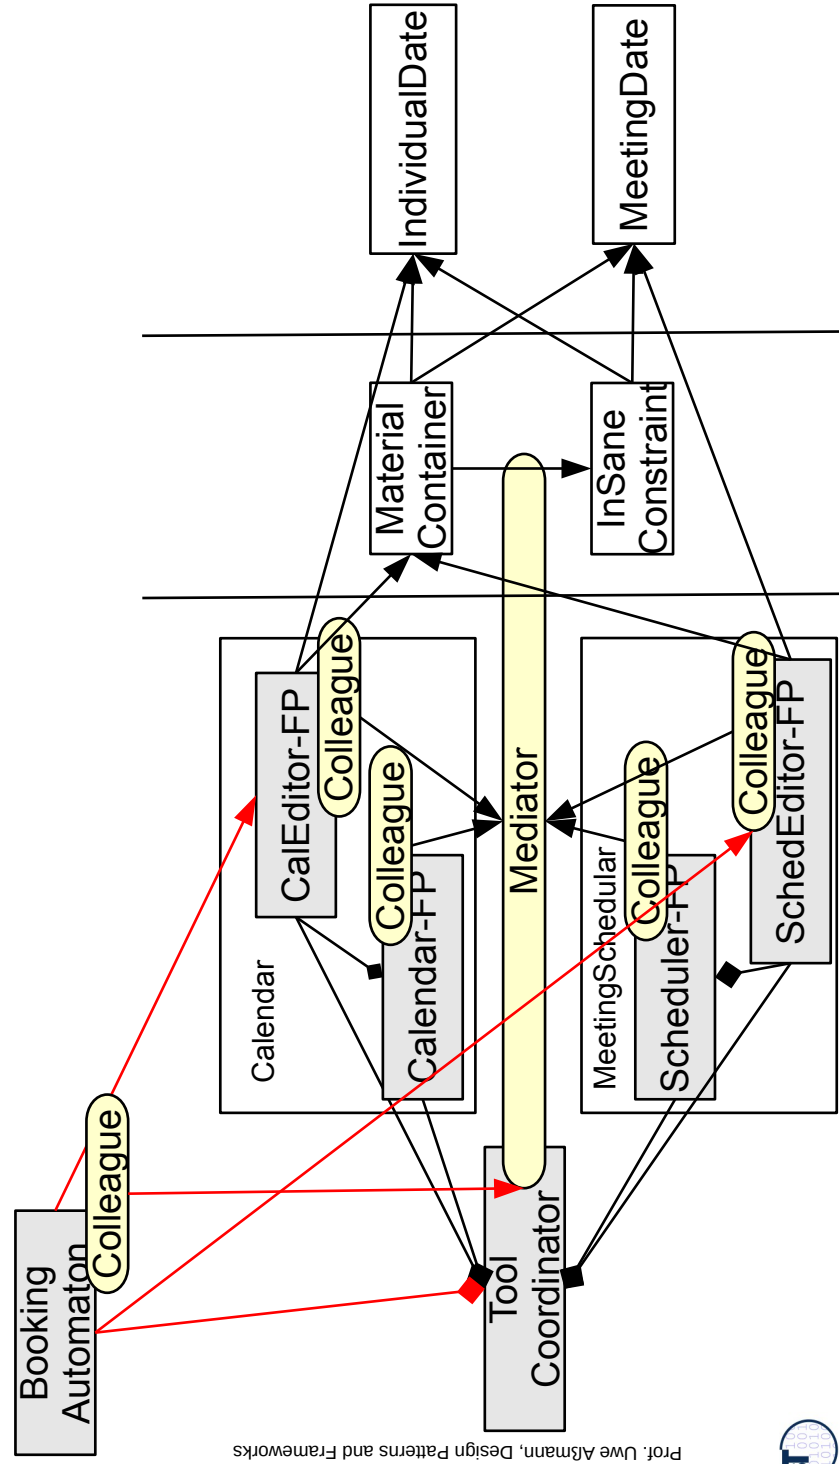 Booking
Automaton
Colleague
Calendar
CalEditor-FP
Colleague
Calendar-FP
Colleague
Tool
Coordinator
Mediator
MeetingSchedular
Scheduler-FP
Colleague
SchedEditor-FP
Colleague
Material
Container
InSane
Constraint
IndividualDate
MeetingDate
Prof. Uwe Aßmann, Design Patterns and Frameworks